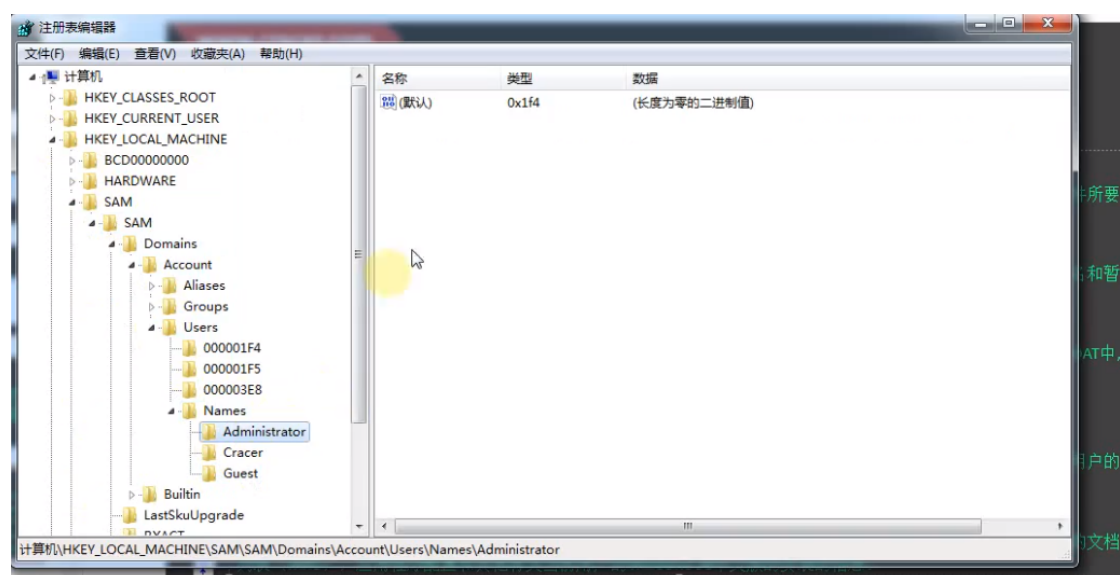 注册表编辑器
文件(F) 编辑(E) 查看(V) 收藏夹(A) 帮助(H)
计算机
HKEY_CLASSES_ROOT
HKEY_CURRENT_USER
HKEY_LOCAL_MACHINE
BCD00000000
HARDWARE
SAM
SAM
Domains
Account
Aliases
Groups
Users
000001F4
000001F5
000003E8
Names
Administrator
Cracer
Guest
Builtin
LastSkuUpgrade
名称 类型 数据
(默认) 0x1f4 (长度为零的二进制值)
计算机\HKEY_LOCAL_MACHINE\SAM\SAM\Domains\Account\Users\Names\Administrator
所要
和暂
DAT中,
用户的
文档